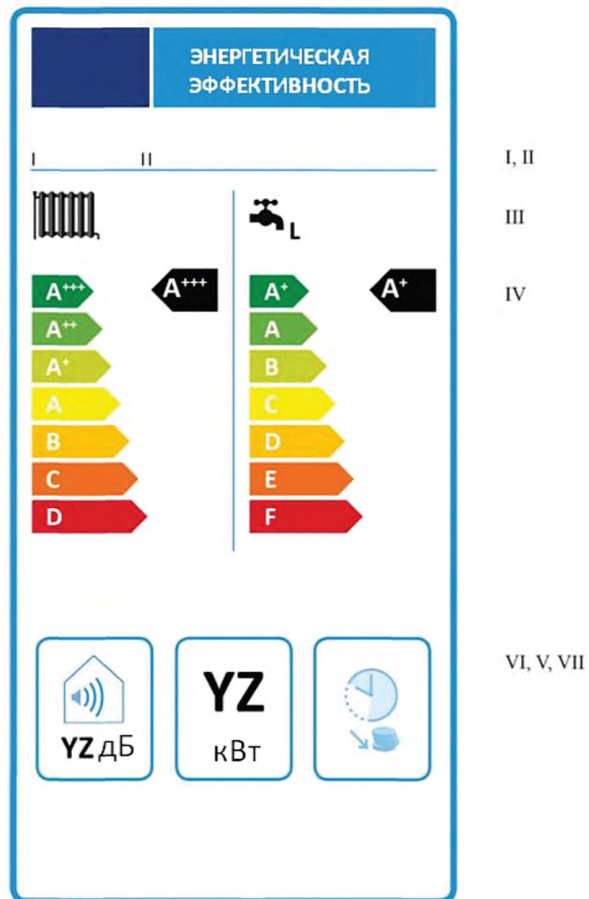 ЭНЕРГЕТИЧЕСКАЯ
ЭФФЕКТИВНОСТЬ
I II
I, II
L
III
A+++ A+++
A++
A+
A
B
C
D
A+ A+
A
B
C
D
E
F
IV
YZ дБ
YZ
кВт
VI, V, VII